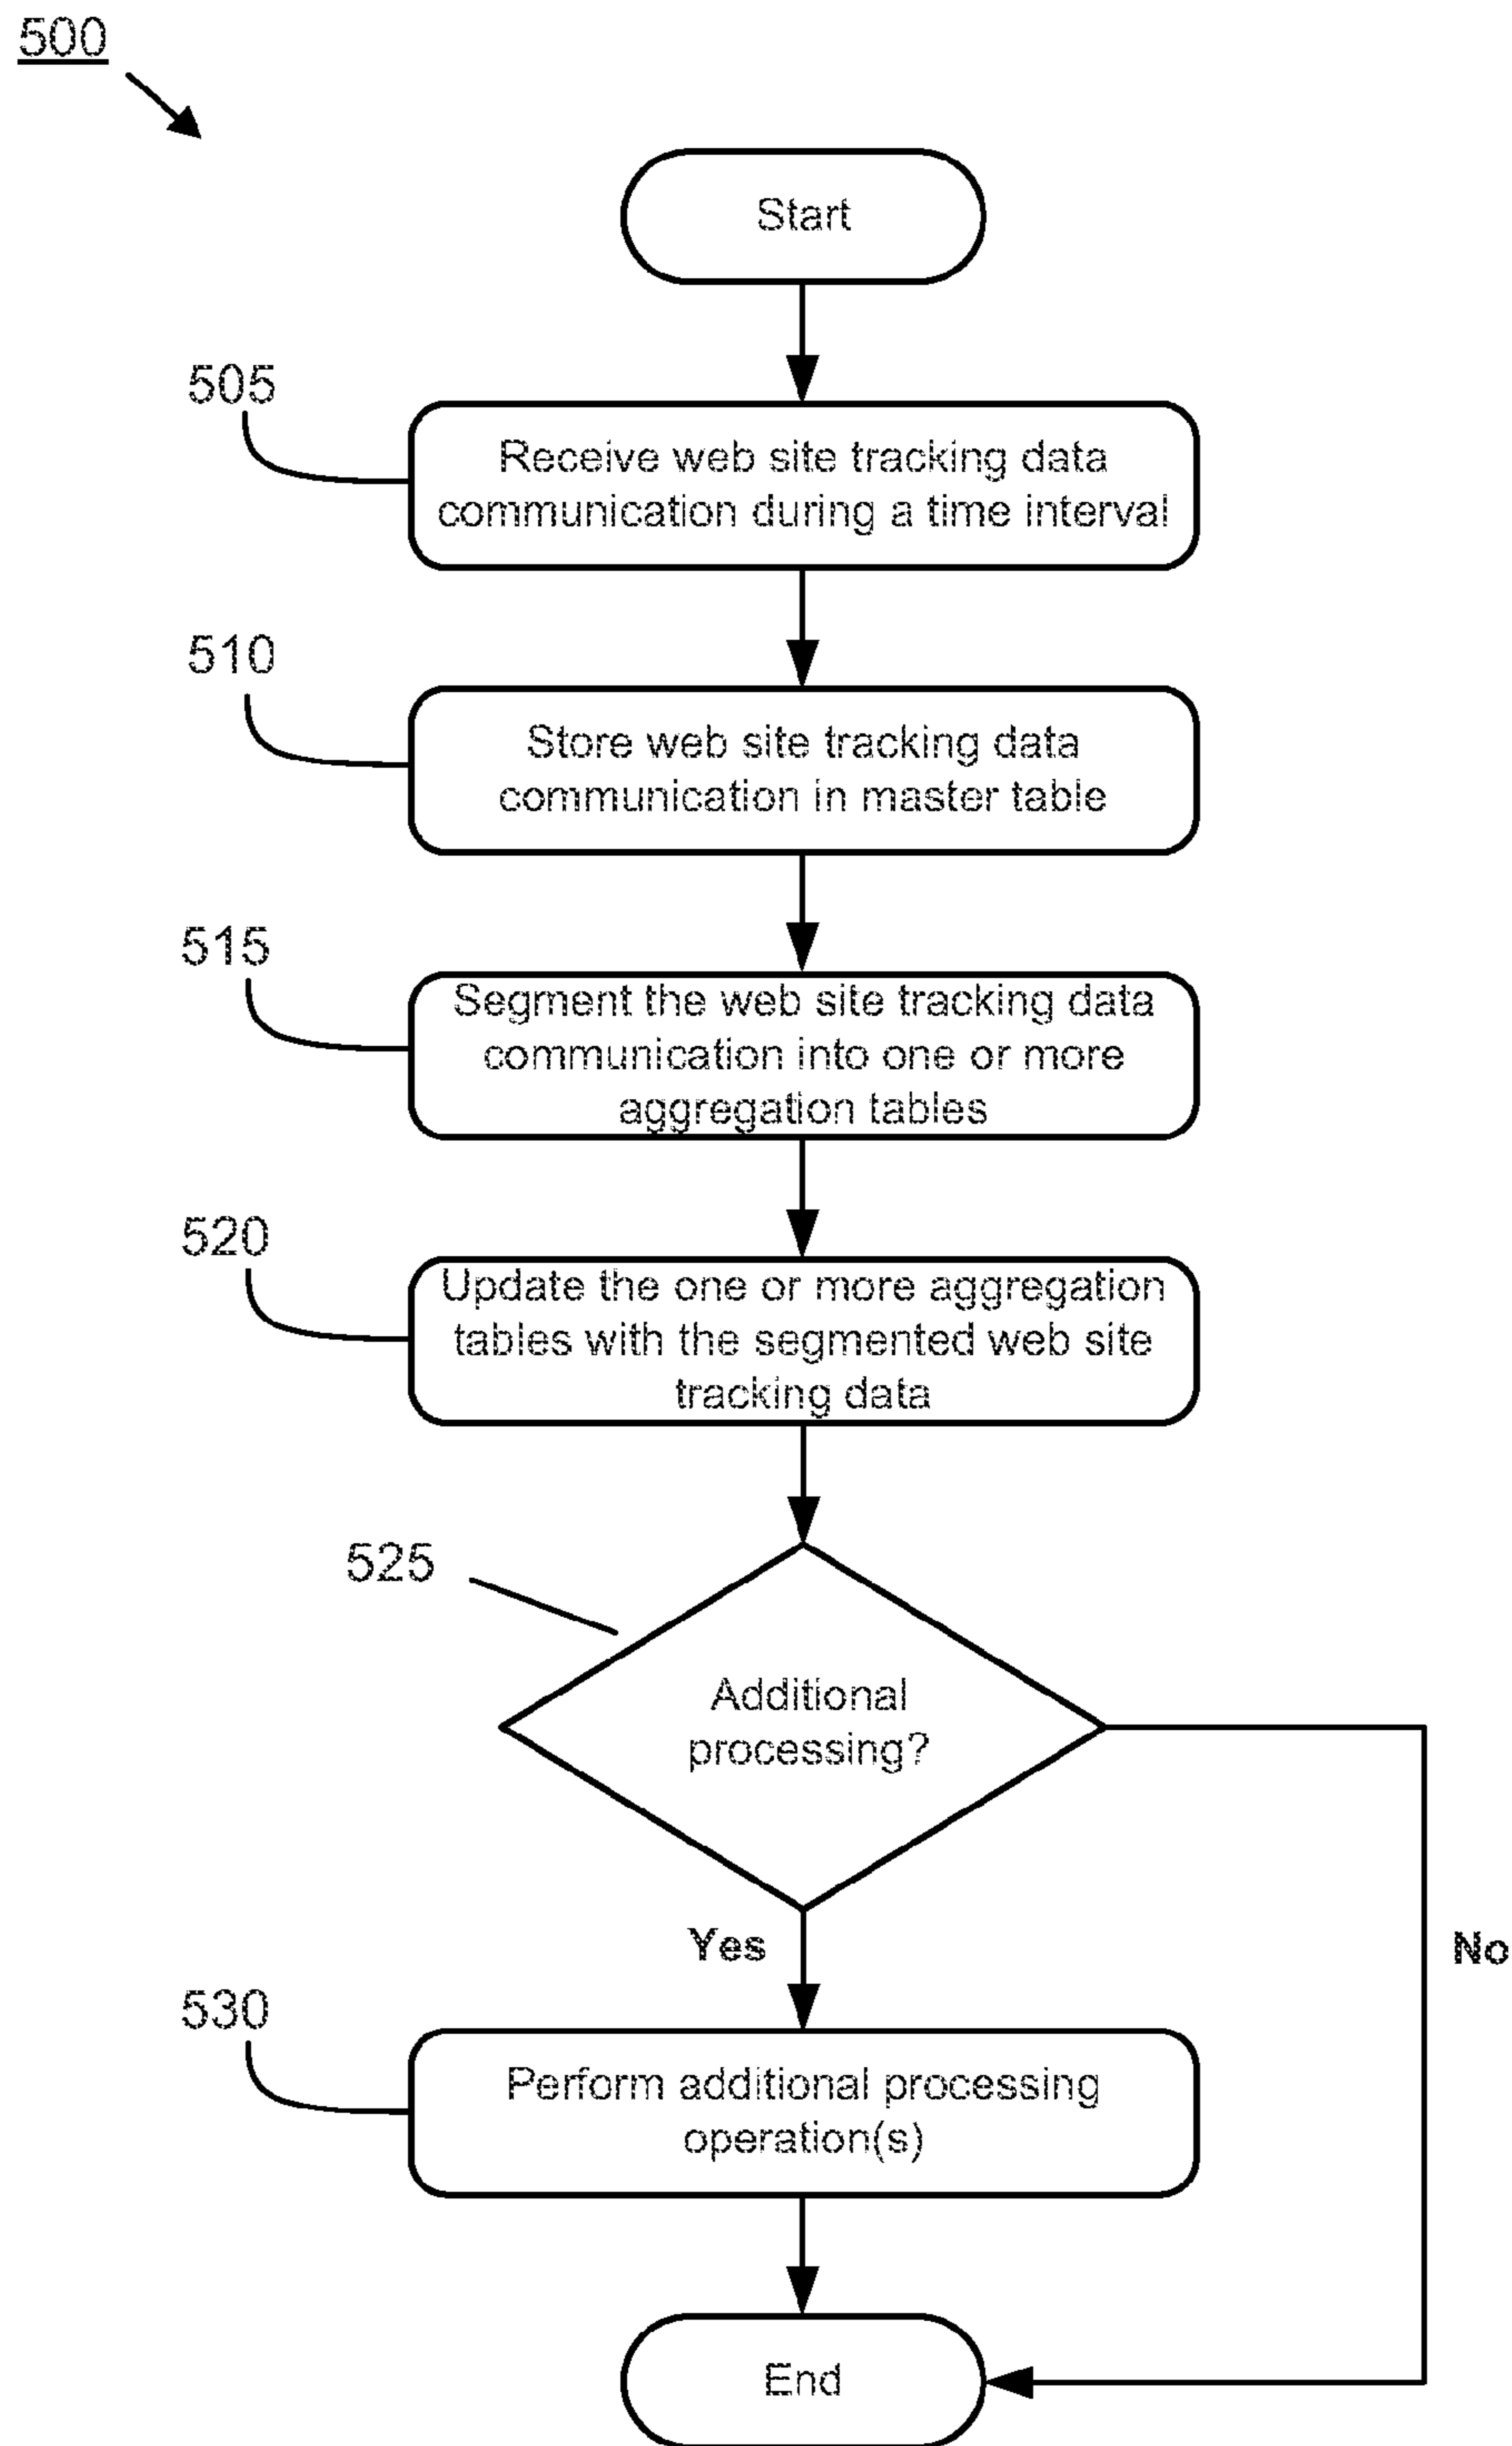 500
Start
505
Receive web site tracking data
communication during a time interval
510
Store web site tracking data
communication in master table
515
Segment the web site tracking data
communication into one or more
aggregation tables
520
Update the one or more aggregation
tables with the segmented web site
tracking data
525
Additional
processing?
Yes
No
530
Perform additional processing
operation(s)
End